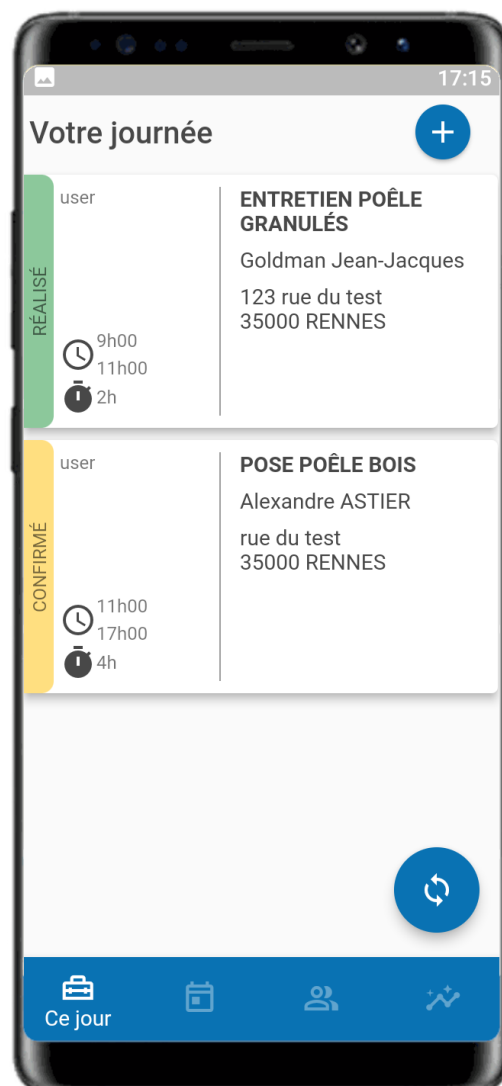 17:15
Votre journée
RÉALISÉ
user
9h00
11h00
2h
ENTRETIEN POÊLE
GRANULÉS
Goldman Jean-Jacques
123 rue du test
35000 RENNES
CONFIRMÉ
user
11h00
17h00
4h
POSE POÊLE BOIS
Alexandre ASTIER
rue du test
35000 RENNES
Ce jour